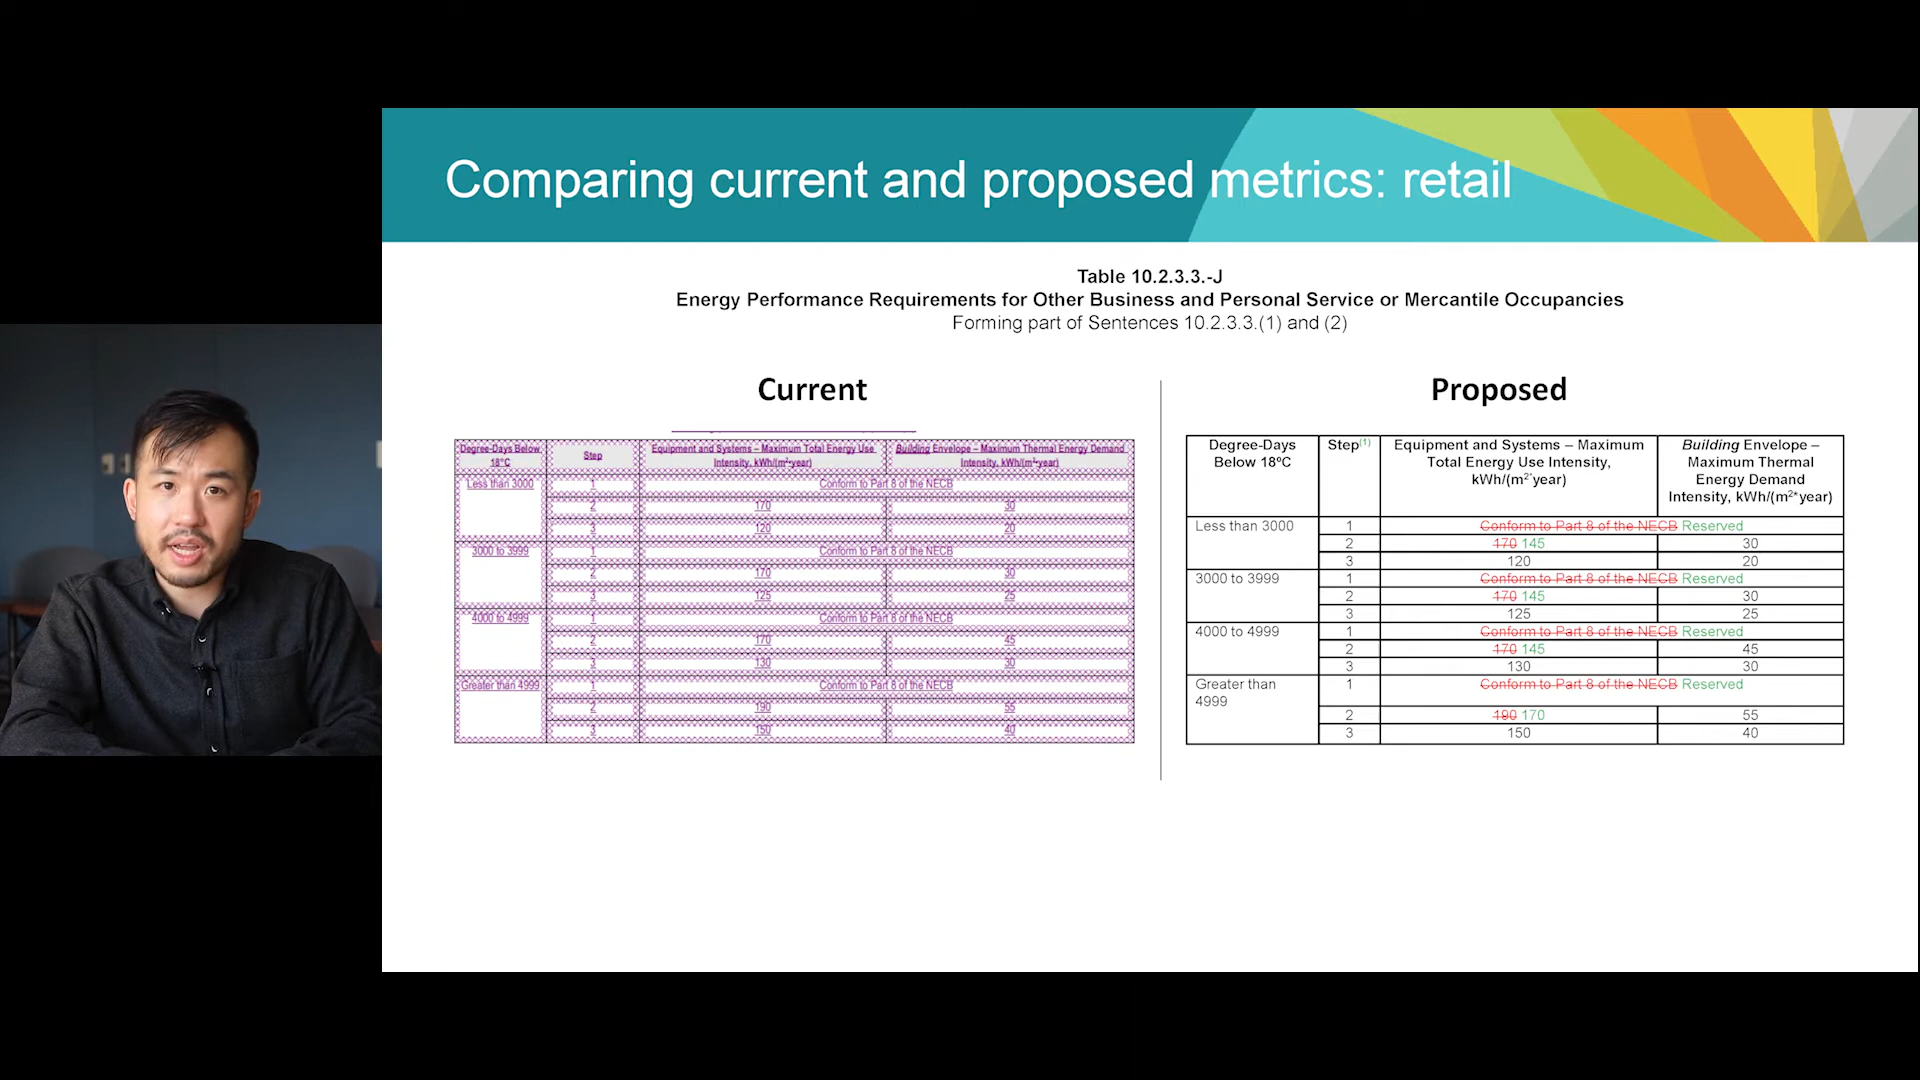 Comparing current and proposed metrics: retail
Table 10.2.3.3.-J
Energy Performance Requirements for Other Business and Personal Service or Mercantile Occupancies
Forming part of Sentences 10.2.3.3.(1) and (2)
Current
Degree-Days Below 18°C
Step
Equipment and Systems – Maximum Total Energy Use Intensity, kWh/(m²·year)
Building Envelope – Maximum Thermal Energy Demand Intensity, kWh/(m²·year)
Less than 3000
1 Conform to Part 8 of the NECB
2 170 30
3 120 20
3000 to 3999
1 Conform to Part 8 of the NECB
2 170 30
3 125 25
4000 to 4999
1 Conform to Part 8 of the NECB
2 170 45
3 130 30
Greater than 4999
1 Conform to Part 8 of the NECB
2 190 55
3 150 40
Proposed
Degree-Days
Below 18°C
Step(1)
Equipment and Systems – Maximum
Total Energy Use Intensity,
kWh/(m²·year)
Building Envelope –
Maximum Thermal
Energy Demand
Intensity, kWh/(m²*year)
Less than 3000 1 Conform to Part 8 of the NECB Reserved
2 170 145 30
3 120 20
3000 to 3999 1 Conform to Part 8 of the NECB Reserved
2 170 145 30
3 125 25
4000 to 4999 1 Conform to Part 8 of the NECB Reserved
2 170 145 45
3 130 30
Greater than 1 Conform to Part 8 of the NECB Reserved
4999
2 190 170 55
3 150 40